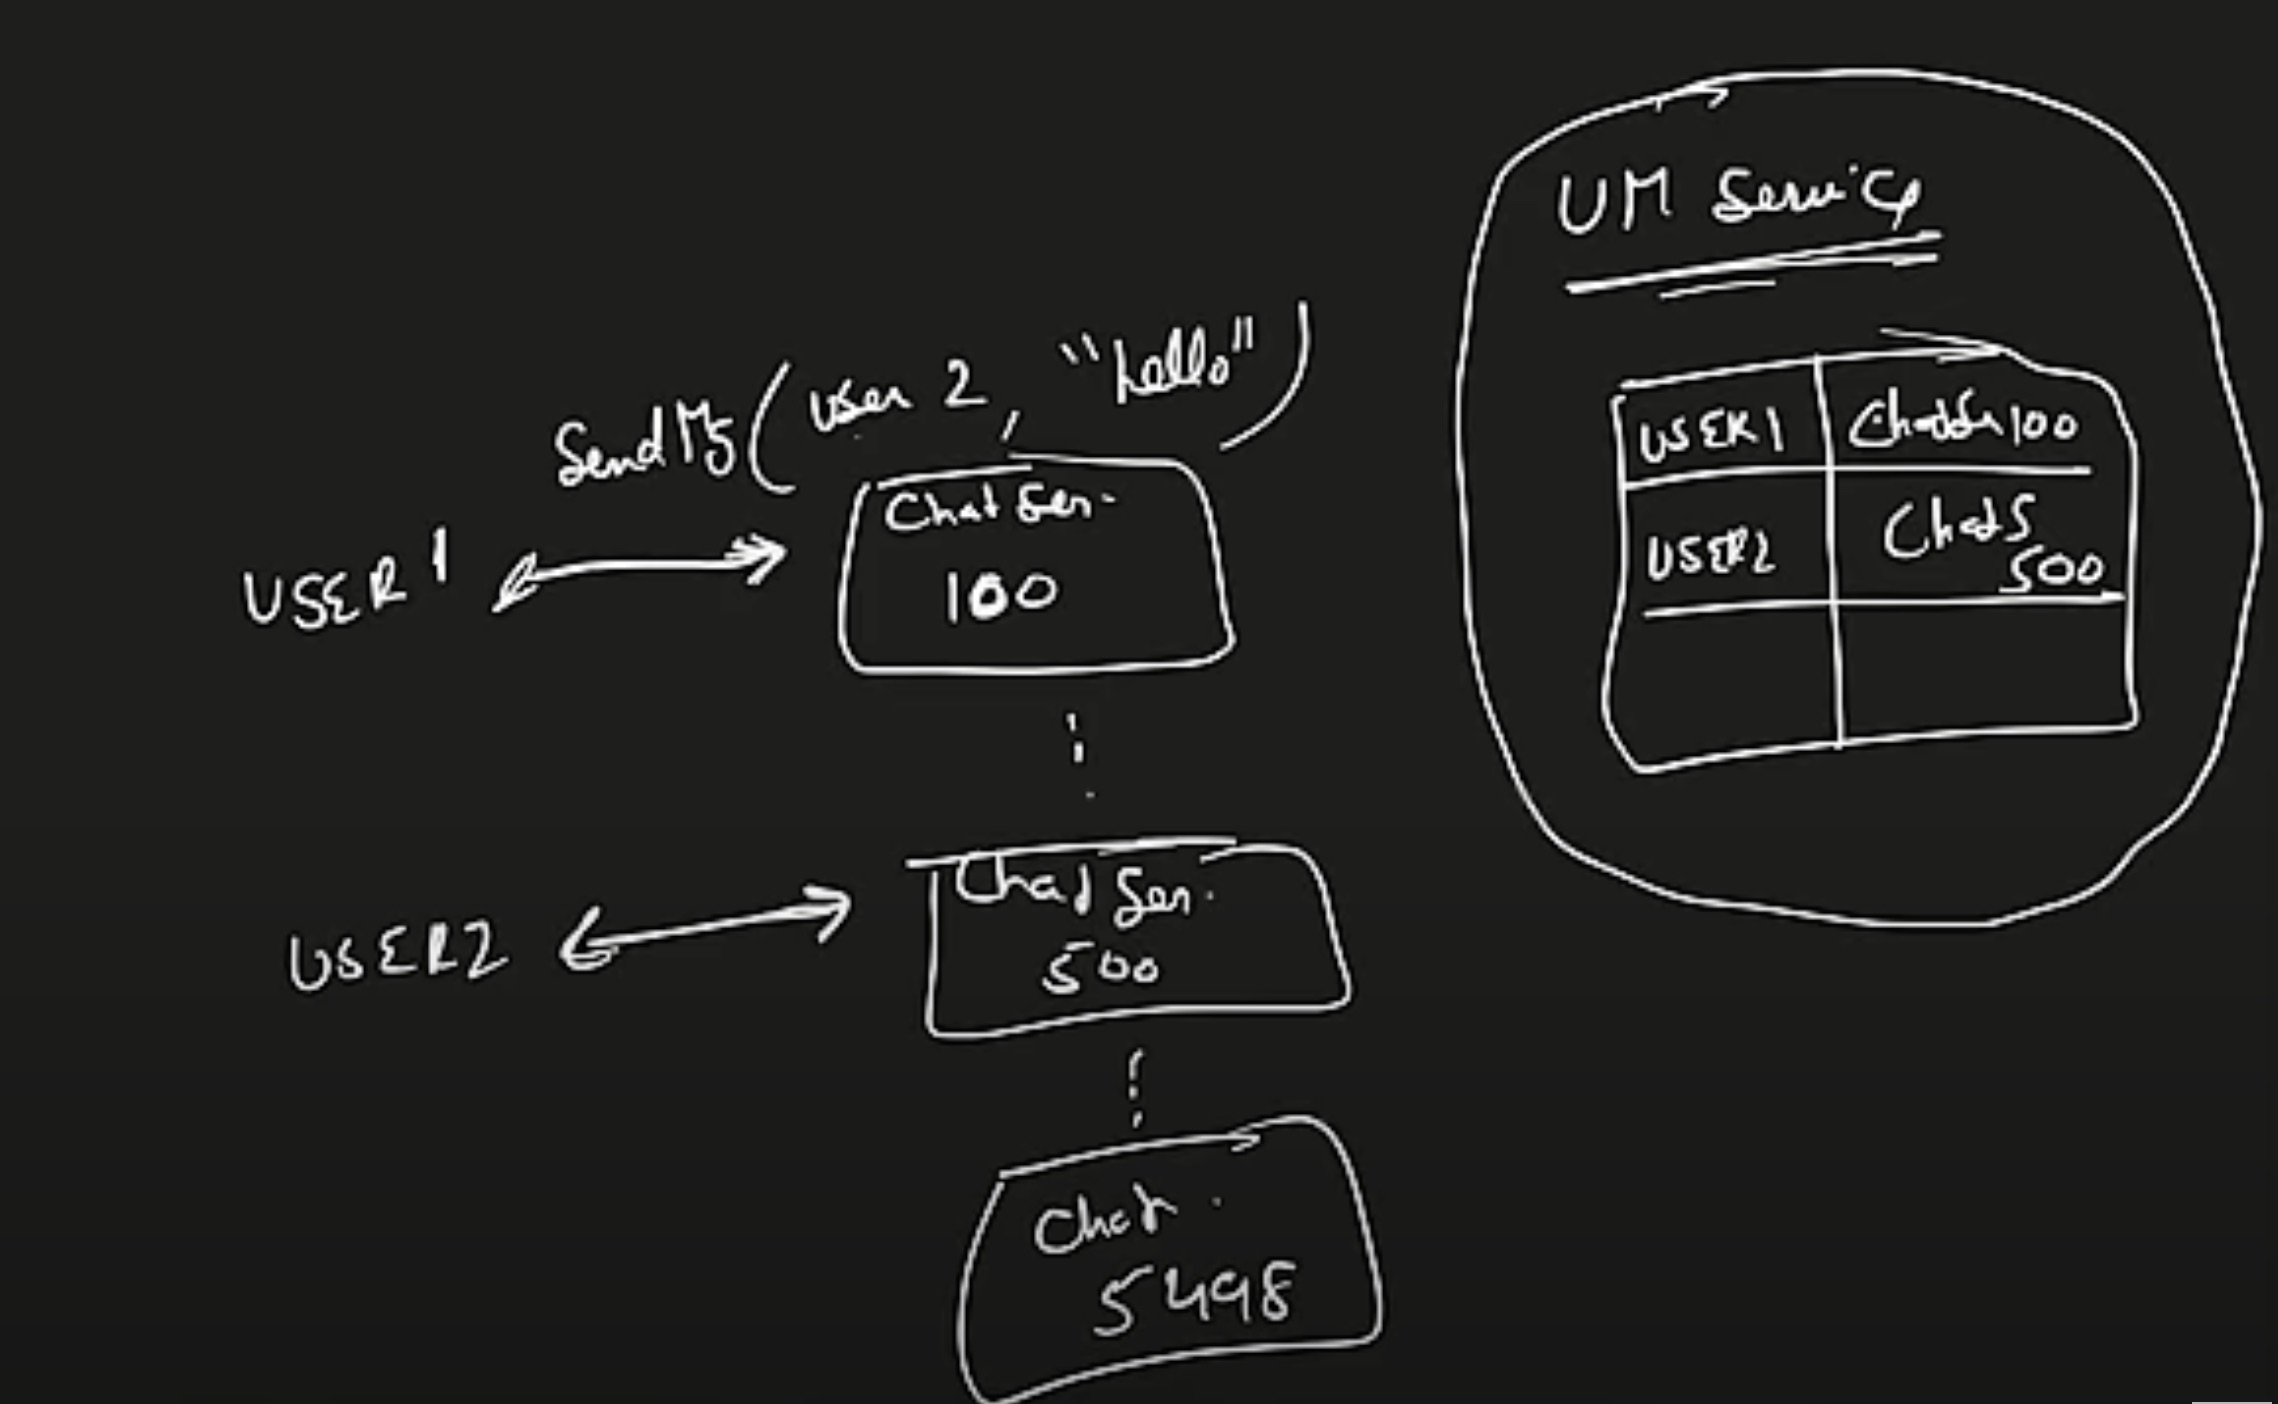 UM Service
SendMsg(user 2, "hello")
USER1
Chat Ser.
100
USER1
ChatSer100
USER2
ChatS
500
USER2
Chat Ser.
500
Chat.
5498